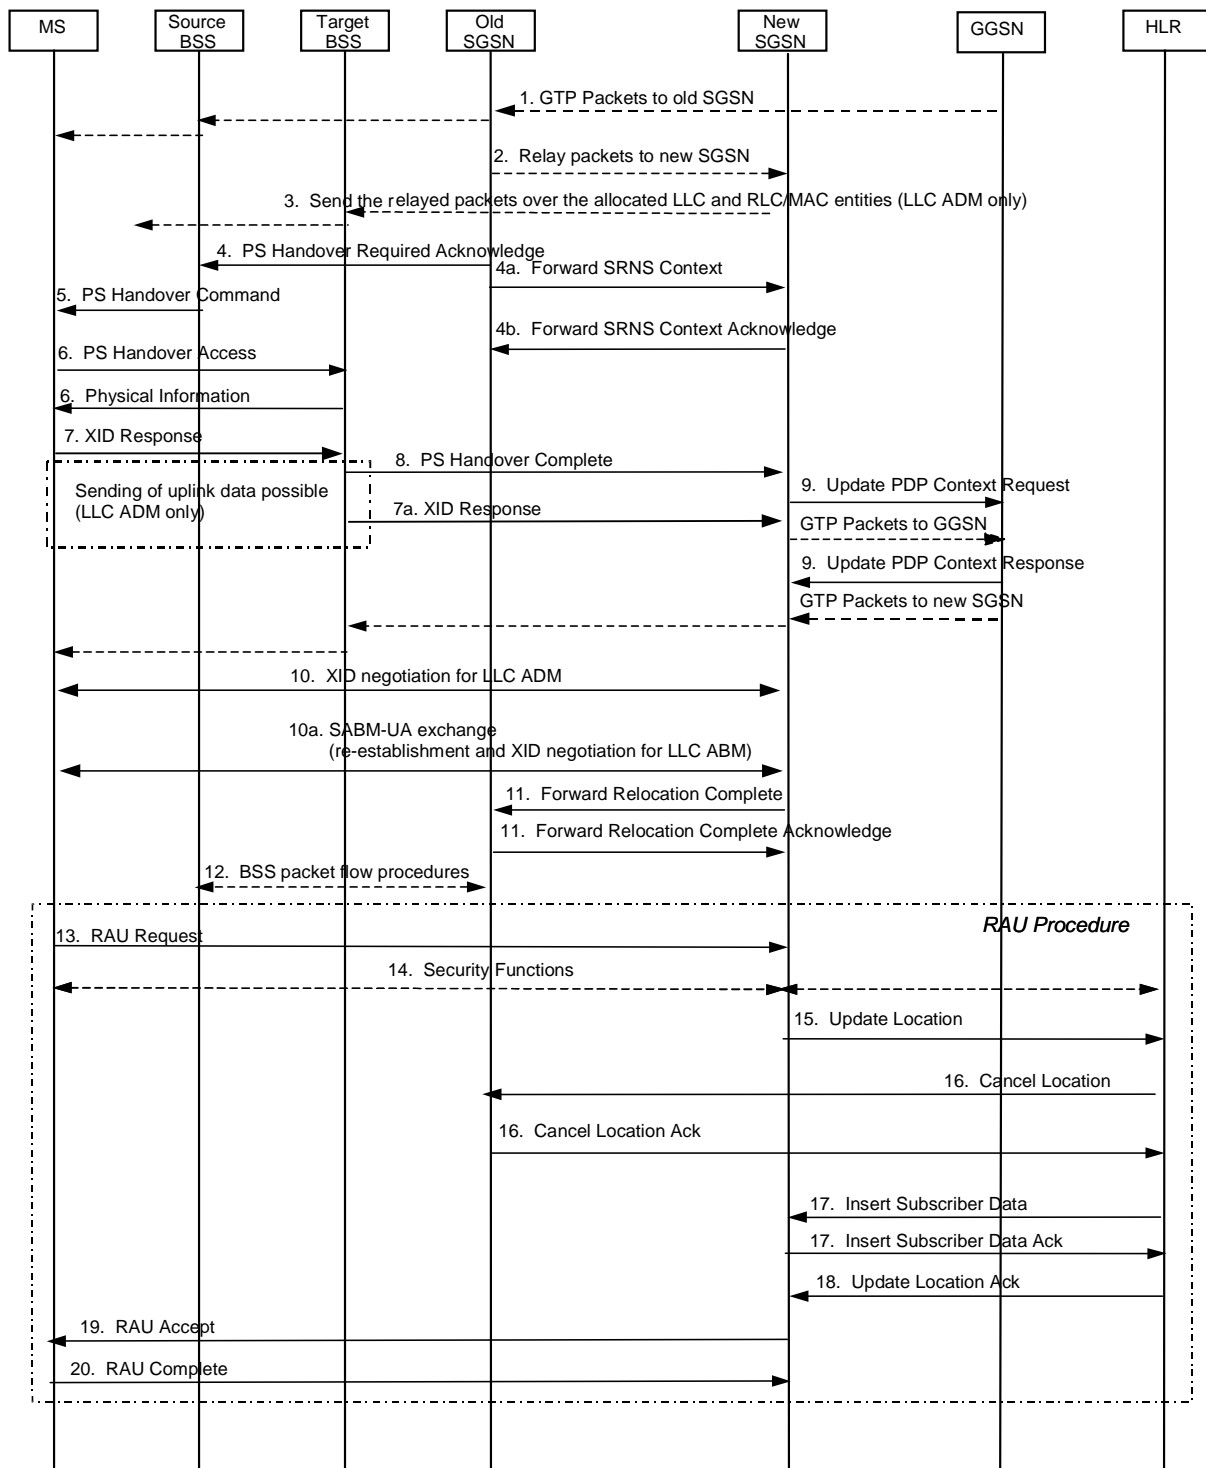 MS
Source
BSS
Target
BSS
Old
SGSN
New
SGSN
GGSN
HLR
1. GTP Packets to old SGSN
2. Relay packets to new SGSN
3. Send the relayed packets over the allocated LLC and RLC/MAC entities (LLC ADM only)
4. PS Handover Required Acknowledge
4a. Forward SRNS Context
5. PS Handover Command
4b. Forward SRNS Context Acknowledge
6. PS Handover Access
6. Physical Information
7. XID Response
8. PS Handover Complete
Sending of uplink data possible
(LLC ADM only)
9. Update PDP Context Request
7a. XID Response
GTP Packets to GGSN
9. Update PDP Context Response
GTP Packets to new SGSN
10. XID negotiation for LLC ADM
10a. SABM-UA exchange
(re-establishment and XID negotiation for LLC ABM)
11. Forward Relocation Complete
11. Forward Relocation Complete Acknowledge
12. BSS packet flow procedures
RAU Procedure
13. RAU Request
14. Security Functions
15. Update Location
16. Cancel Location
16. Cancel Location Ack
17. Insert Subscriber Data
17. Insert Subscriber Data Ack
18. Update Location Ack
19. RAU Accept
20. RAU Complete